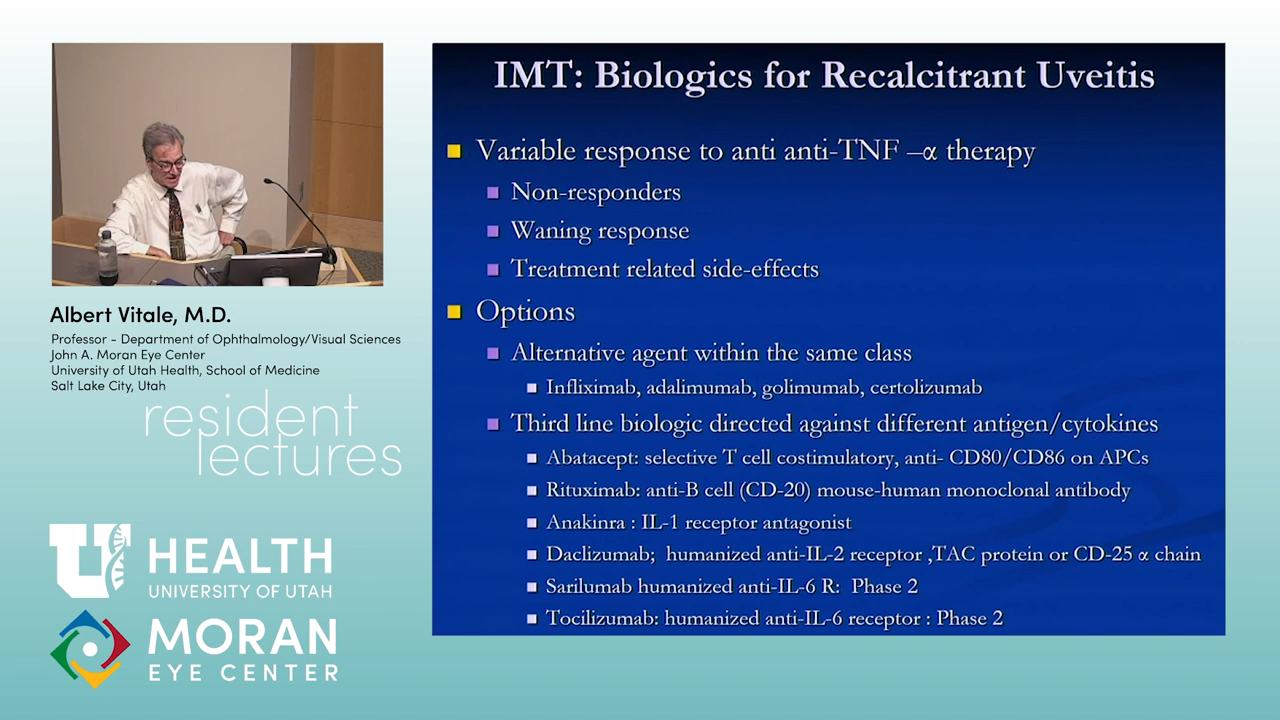 IMT: Biologics for Recalcitrant Uveitis
Variable response to anti anti-TNF –α therapy
Non-responders
Waning response
Treatment related side-effects
Options
Alternative agent within the same class
Infliximab, adalimumab, golimumab, certolizumab
Third line biologic directed against different antigen/cytokines
Abatacept: selective T cell costimulatory, anti- CD80/CD86 on APCs
Rituximab: anti-B cell (CD-20) mouse-human monoclonal antibody
Anakinra : IL-1 receptor antagonist
Daclizumab; humanized anti-IL-2 receptor ,TAC protein or CD-25 α chain
Sarilumab humanized anti-IL-6 R: Phase 2
Tocilizumab: humanized anti-IL-6 receptor : Phase 2
Albert Vitale, M.D.
Professor - Department of Ophthalmology/Visual Sciences
John A. Moran Eye Center
University of Utah Health, School of Medicine
Salt Lake City, Utah
resident
lectures
U HEALTH
UNIVERSITY OF UTAH
MORAN
EYE CENTER